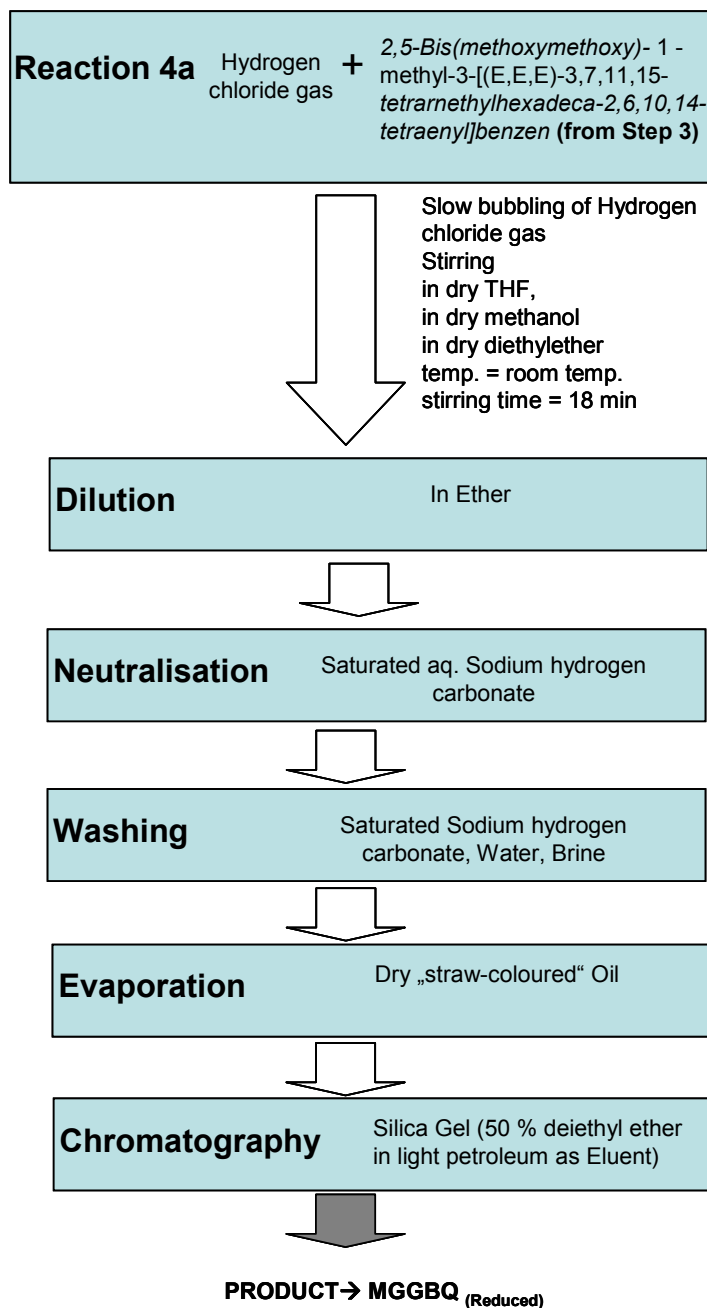 Reaction 4a
Hydrogen
chloride gas
+
2,5-Bis(methoxymethoxy)- 1 -
methyl-3-[(E,E,E)-3,7,11,15-
tetrarnethylhexadeca-2,6,10,14-
tetraenyl]benzen (from Step 3)
Slow bubbling of Hydrogen
chloride gas
Stirring
in dry THF,
in dry methanol
in dry diethylether
temp. = room temp.
stirring time = 18 min
Dilution
In Ether
Neutralisation
Saturated aq. Sodium hydrogen
carbonate
Washing
Saturated Sodium hydrogen
carbonate, Water, Brine
Evaporation
Dry „straw-coloured“ Oil
Chromatography
Silica Gel (50 % deiethyl ether
in light petroleum as Eluent)
PRODUCT→ MGGBQ (Reduced)